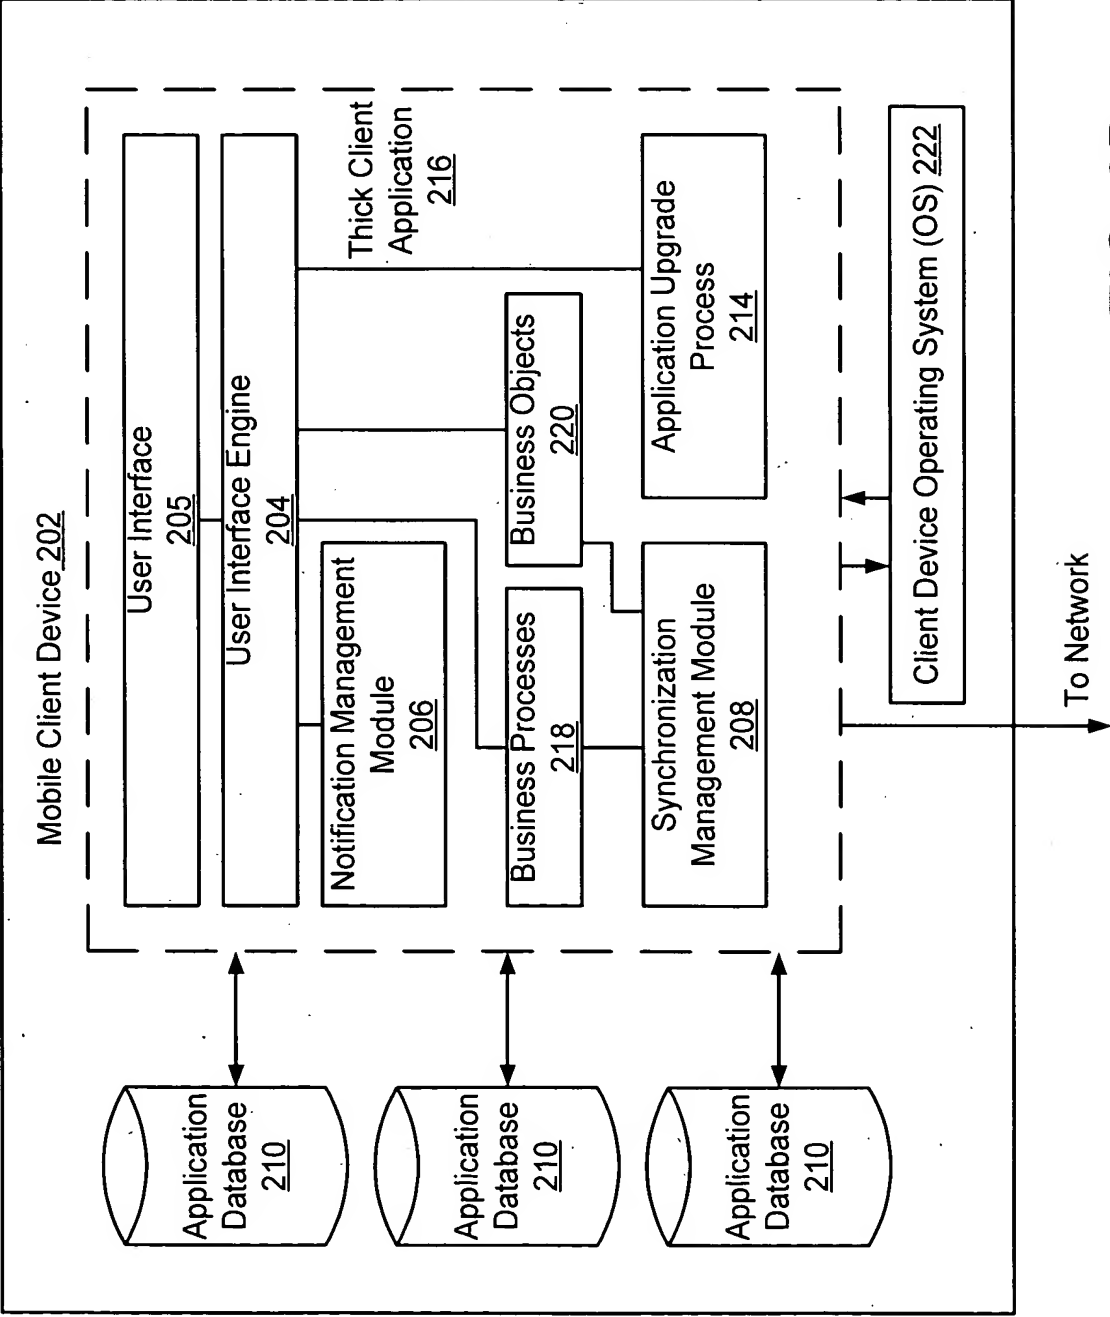 Mobile Client Device 202
User Interface
205
User Interface Engine
204
Thick Client
Application
216
Notification Management
Module
206
Business Processes
218
Business Objects
220
Synchronization
Management Module
208
Application Upgrade
Process
214
Client Device Operating System (OS) 222
Application
Database
210
Application
Database
210
Application
Database
210
To Network